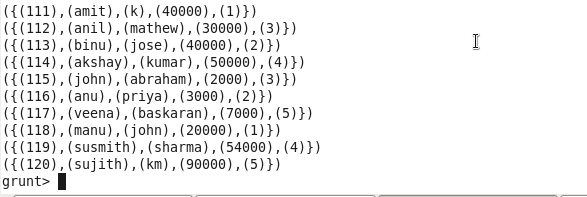 ({(111),(amit),(k),(40000),(1)})
({(112),(anil),(mathew),(30000),(3)})
({(113),(binu),(jose),(40000),(2)})
({(114),(akshay),(kumar),(50000),(4)})
({(115),(john),(abraham),(2000),(3)})
({(116),(anu),(priya),(3000),(2)})
({(117),(veena),(baskaran),(7000),(5)})
({(118),(manu),(john),(20000),(1)})
({(119),(susmith),(sharma),(54000),(4)})
({(120),(sujith),(km),(90000),(5)})
grunt>